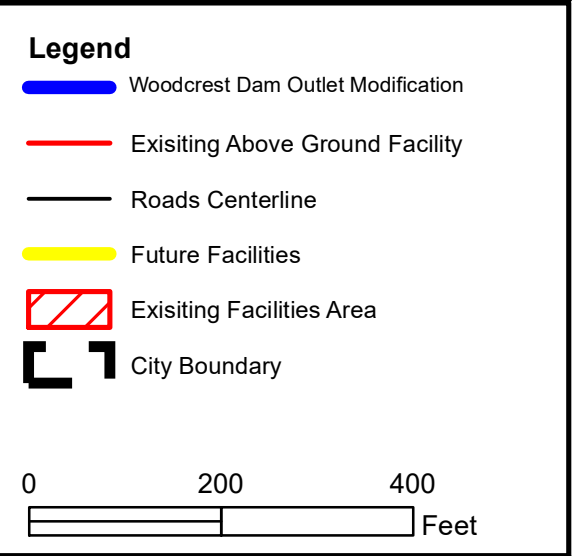 Legend
Woodcrest Dam Outlet Modification
Exisiting Above Ground Facility
Roads Centerline
Future Facilities
Exisiting Facilities Area
City Boundary
0 200 400
Feet